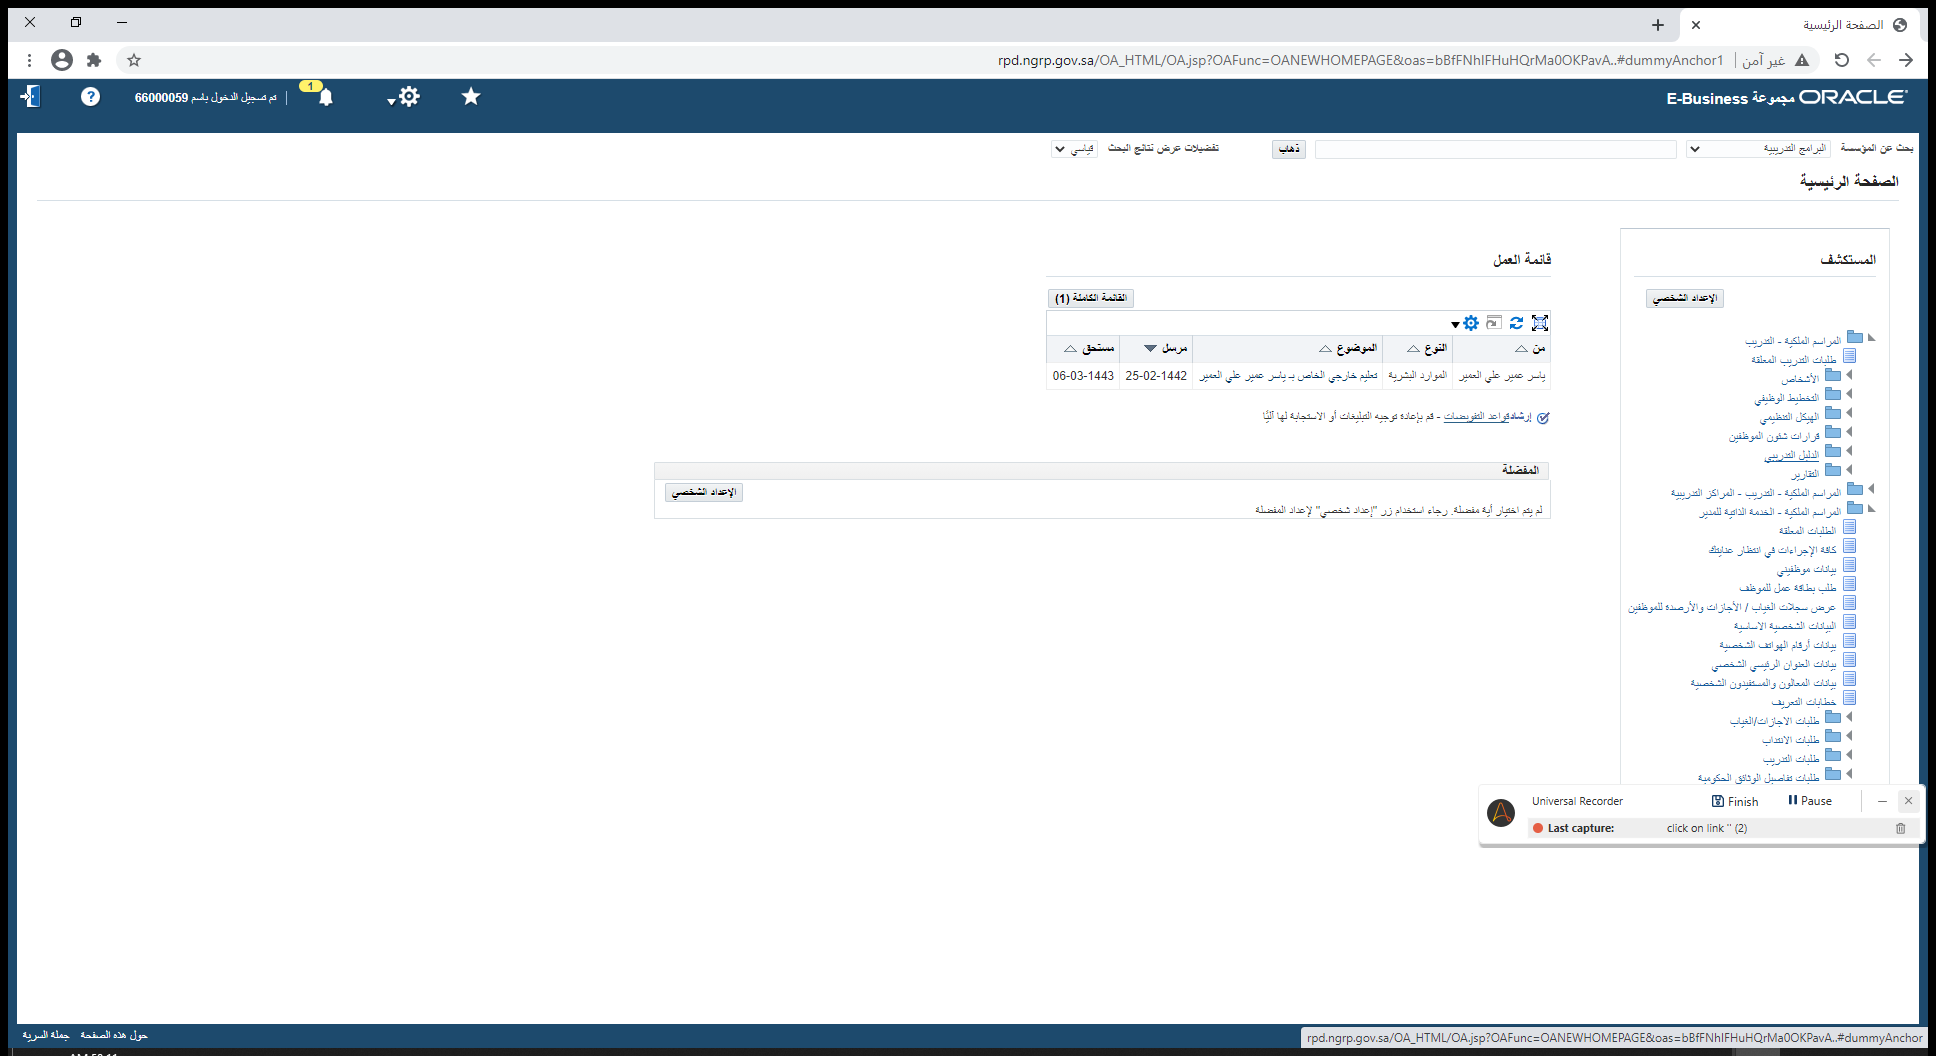 الصفحة الرئيسية
غير آمن rpd.ngrp.gov.sa/OA_HTML/OA.jsp?OAFunc=OANEWHOMEPAGE&oas=bBfFNhlFHuHQrMa0OKPavA..#dummyAnchor1
ORACLE مجموعة E-Business
1
تم تسجيل الدخول باسم 66000059
بحث عن المؤسسة البرامج التدريبية ذهاب تفضيلات عرض نتائج البحث قياسي
الصفحة الرئيسية
المستكشف
الإعداد الشخصي
المراسم الملكية - التدريب
طلبات التدريب المعلقة
الأشخاص
التخطيط الوظيفي
الهيكل التنظيمي
قرارات شئون الموظفين
الدليل التدريبي
التقارير
المراسم الملكية - التدريب - المراكز التدريبية
المراسم الملكية - الخدمة الذاتية للمدير
الطلبات المعلقة
كافة الإجراءات في انتظار عنايتك
بيانات موظفيني
طلب بطاقة عمل للموظف
عرض سجلات الغياب / الأجازات والأرصدة للموظفين
البيانات الشخصية الاساسية
بيانات أرقام الهواتف الشخصية
بيانات العنوان الرئيسي الشخصي
بيانات المعالون والمستفيدون الشخصية
خطابات التعريف
طلبات الاجازات/الغياب
طلبات الانتداب
طلبات التدريب
طلبات تفاصيل الوثائق الحكومية
قائمة العمل
القائمة الكاملة (1)
من النوع الموضوع مرسل مستحق
ياسر عمير علي العمير الموارد البشرية تعليم خارجي الخاص بـ ياسر عمير علي العمير 25-02-1442 06-03-1443
إرشادقواعد التفويضات - قم بإعادة توجيه التبليغات أو الاستجابة لها آليًا
المفضلة
الإعداد الشخصي
لم يتم اختيار أية مفضلة. رجاء استخدام زر "إعداد شخصي" لإعداد المفضلة
Universal Recorder Finish Pause
Last capture: click on link '' (2)
حول هذه الصفحة جملة السرية
rpd.ngrp.gov.sa/OA_HTML/OA.jsp?OAFunc=OANEWHOMEPAGE&oas=bBfFNhlFHuHQrMa0OKPavA..#dummyAnchor